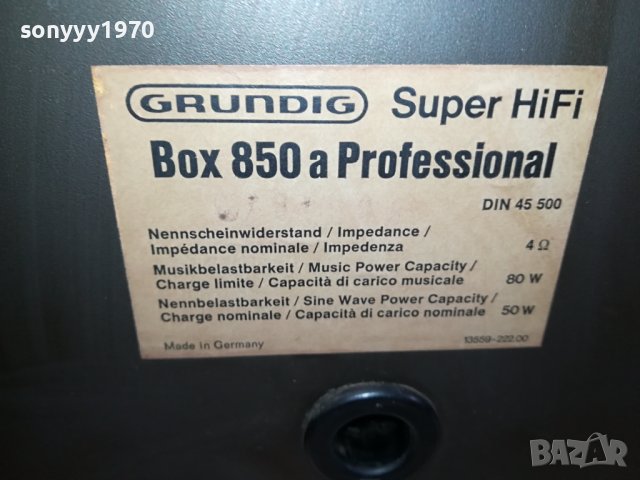 sonyyy1970
GRUNDIG Super HiFi
Box 850 a Professional
DIN 45 500
Nennscheinwiderstand / Impedance /
Impédance nominale / Impedenza 4 Ω
Musikbelastbarkeit / Music Power Capacity /
Charge limite / Capacità di carico musicale 80 W
Nennbelastbarkeit / Sine Wave Power Capacity /
Charge nominale / Capacità di carico nominale 50 W
Made in Germany 13559-222.00
BAZAR